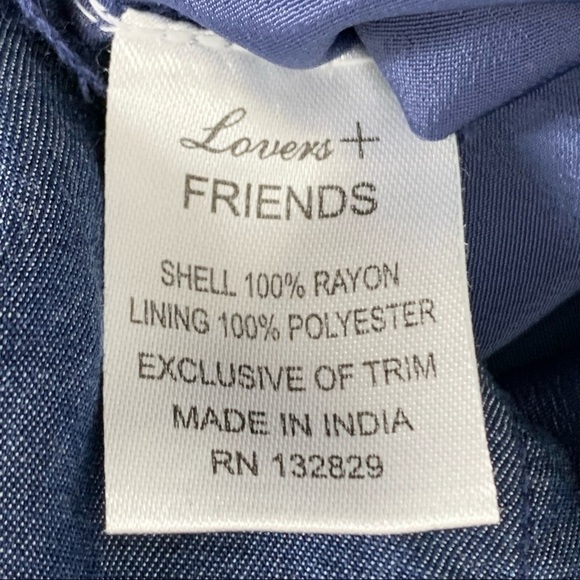 Lovers +
FRIENDS
SHELL 100% RAYON
LINING 100% POLYESTER
EXCLUSIVE OF TRIM
MADE IN INDIA
RN 132829